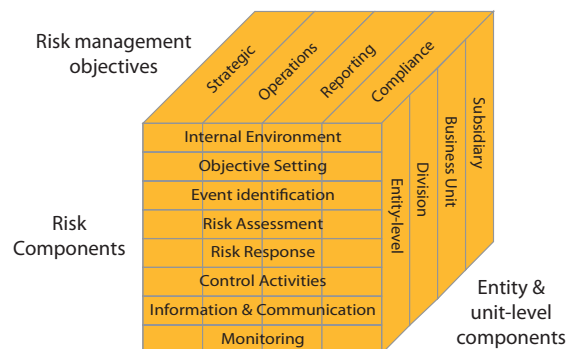 Risk management
objectives
Strategic
Operations
Reporting
Compliance
Internal Environment
Objective Setting
Event identification
Risk Assessment
Risk Response
Control Activities
Information & Communication
Monitoring
Entity-level
Division
Business Unit
Subsidiary
Risk
Components
Entity &
unit-level
components